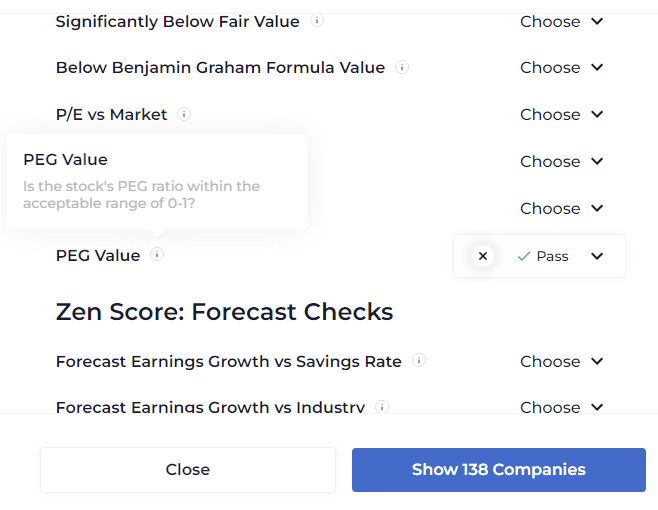 Significantly Below Fair Value Choose
Below Benjamin Graham Formula Value Choose
P/E vs Market Choose
PEG Value
Is the stock's PEG ratio within the
acceptable range of 0-1?
Choose
Choose
PEG Value Pass
Zen Score: Forecast Checks
Forecast Earnings Growth vs Savings Rate Choose
Forecast Earnings Growth vs Industry Choose
Close Show 138 Companies